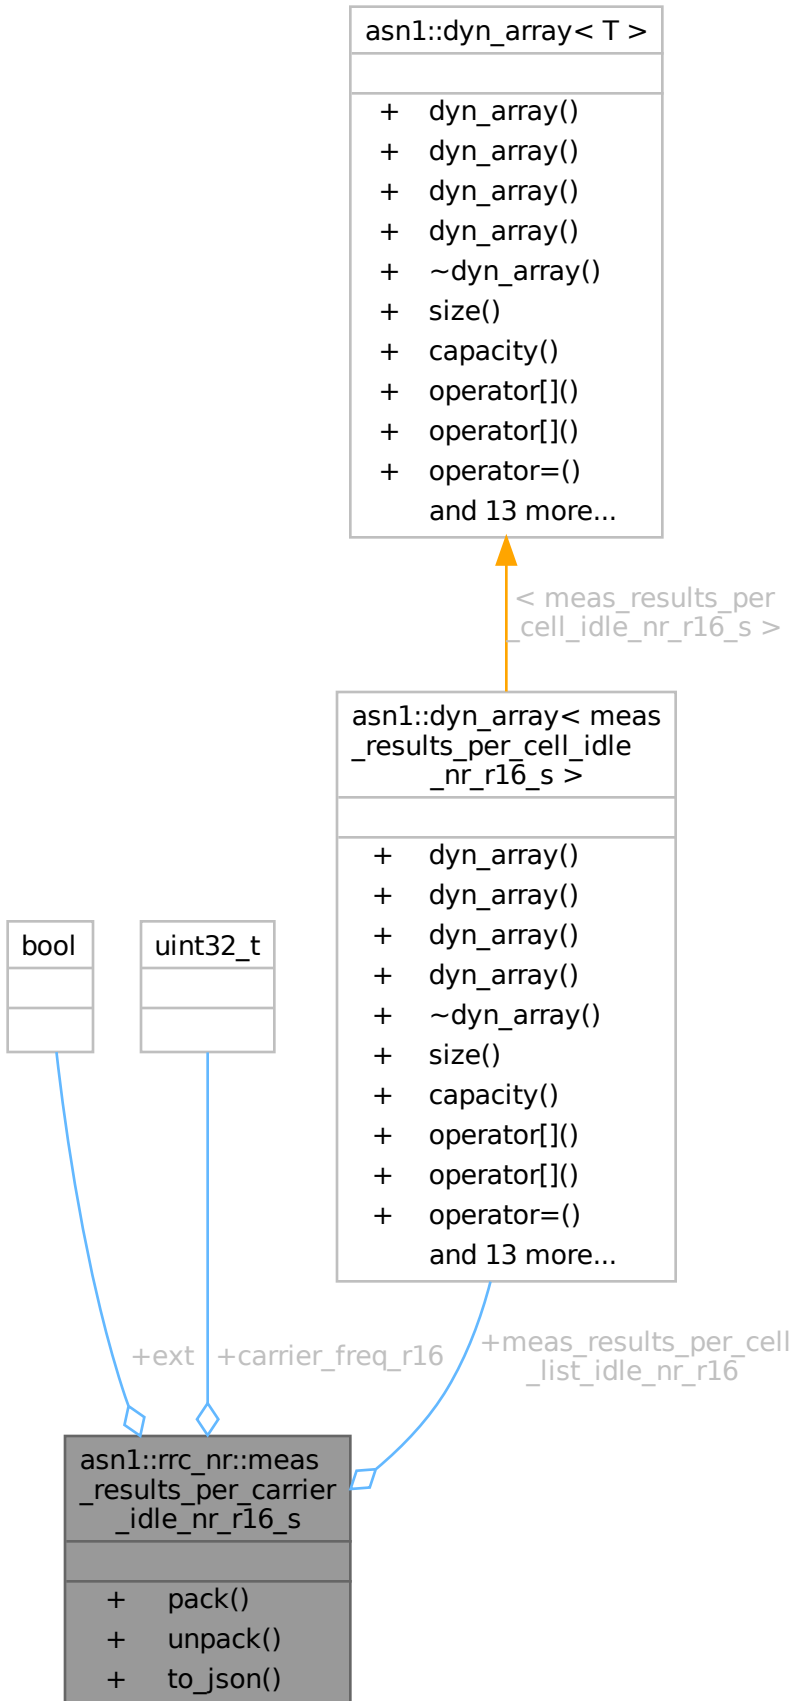 asn1::dyn_array< T >
+ dyn_array()
+ dyn_array()
+ dyn_array()
+ dyn_array()
+ ~dyn_array()
+ size()
+ capacity()
+ operator[]()
+ operator[]()
+ operator=()
and 13 more...
< meas_results_per
_cell_idle_nr_r16_s >
asn1::dyn_array< meas
_results_per_cell_idle
_nr_r16_s >
+ dyn_array()
+ dyn_array()
+ dyn_array()
+ dyn_array()
+ ~dyn_array()
+ size()
+ capacity()
+ operator[]()
+ operator[]()
+ operator=()
and 13 more...
bool
uint32_t
+ext
+carrier_freq_r16
+meas_results_per_cell
_list_idle_nr_r16
asn1::rrc_nr::meas
_results_per_carrier
_idle_nr_r16_s
+ pack()
+ unpack()
+ to_json()